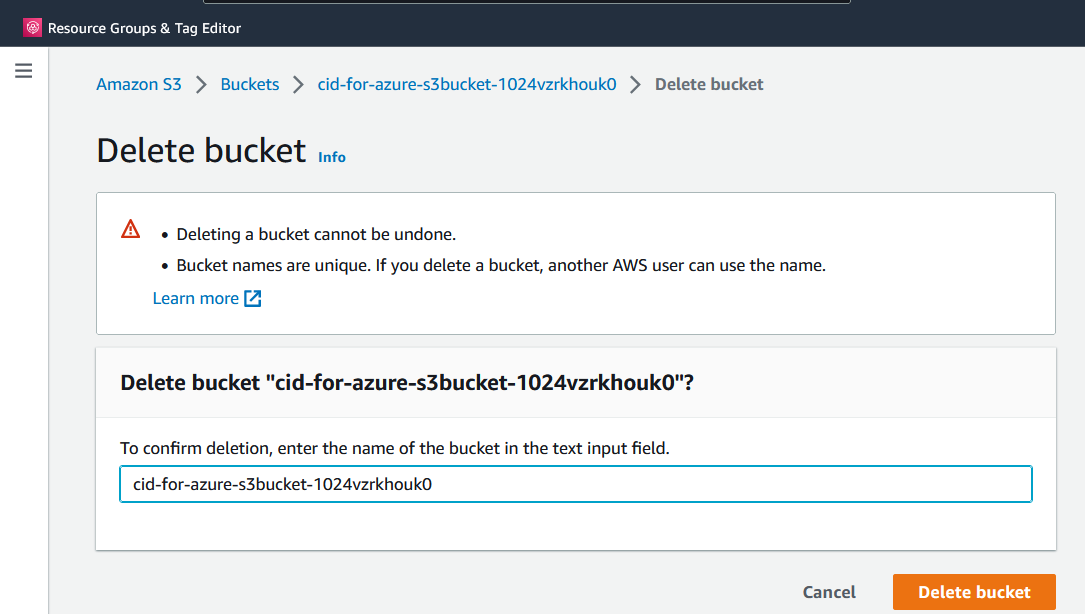 Resource Groups & Tag Editor
Amazon S3 > Buckets > cid-for-azure-s3bucket-1024vzrkhouk0 > Delete bucket
Delete bucket Info
• Deleting a bucket cannot be undone.
• Bucket names are unique. If you delete a bucket, another AWS user can use the name.
Learn more
Delete bucket "cid-for-azure-s3bucket-1024vzrkhouk0"?
To confirm deletion, enter the name of the bucket in the text input field.
cid-for-azure-s3bucket-1024vzrkhouk0
Cancel Delete bucket